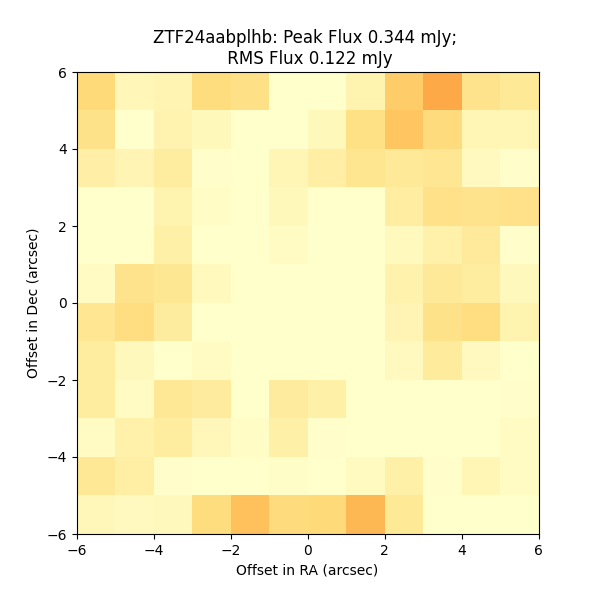 ZTF24aabplhb: Peak Flux 0.344 mJy;
RMS Flux 0.122 mJy
6
4
2
0
−2
−4
−6
Offset in Dec (arcsec)
−6 −4 −2 0 2 4 6
Offset in RA (arcsec)